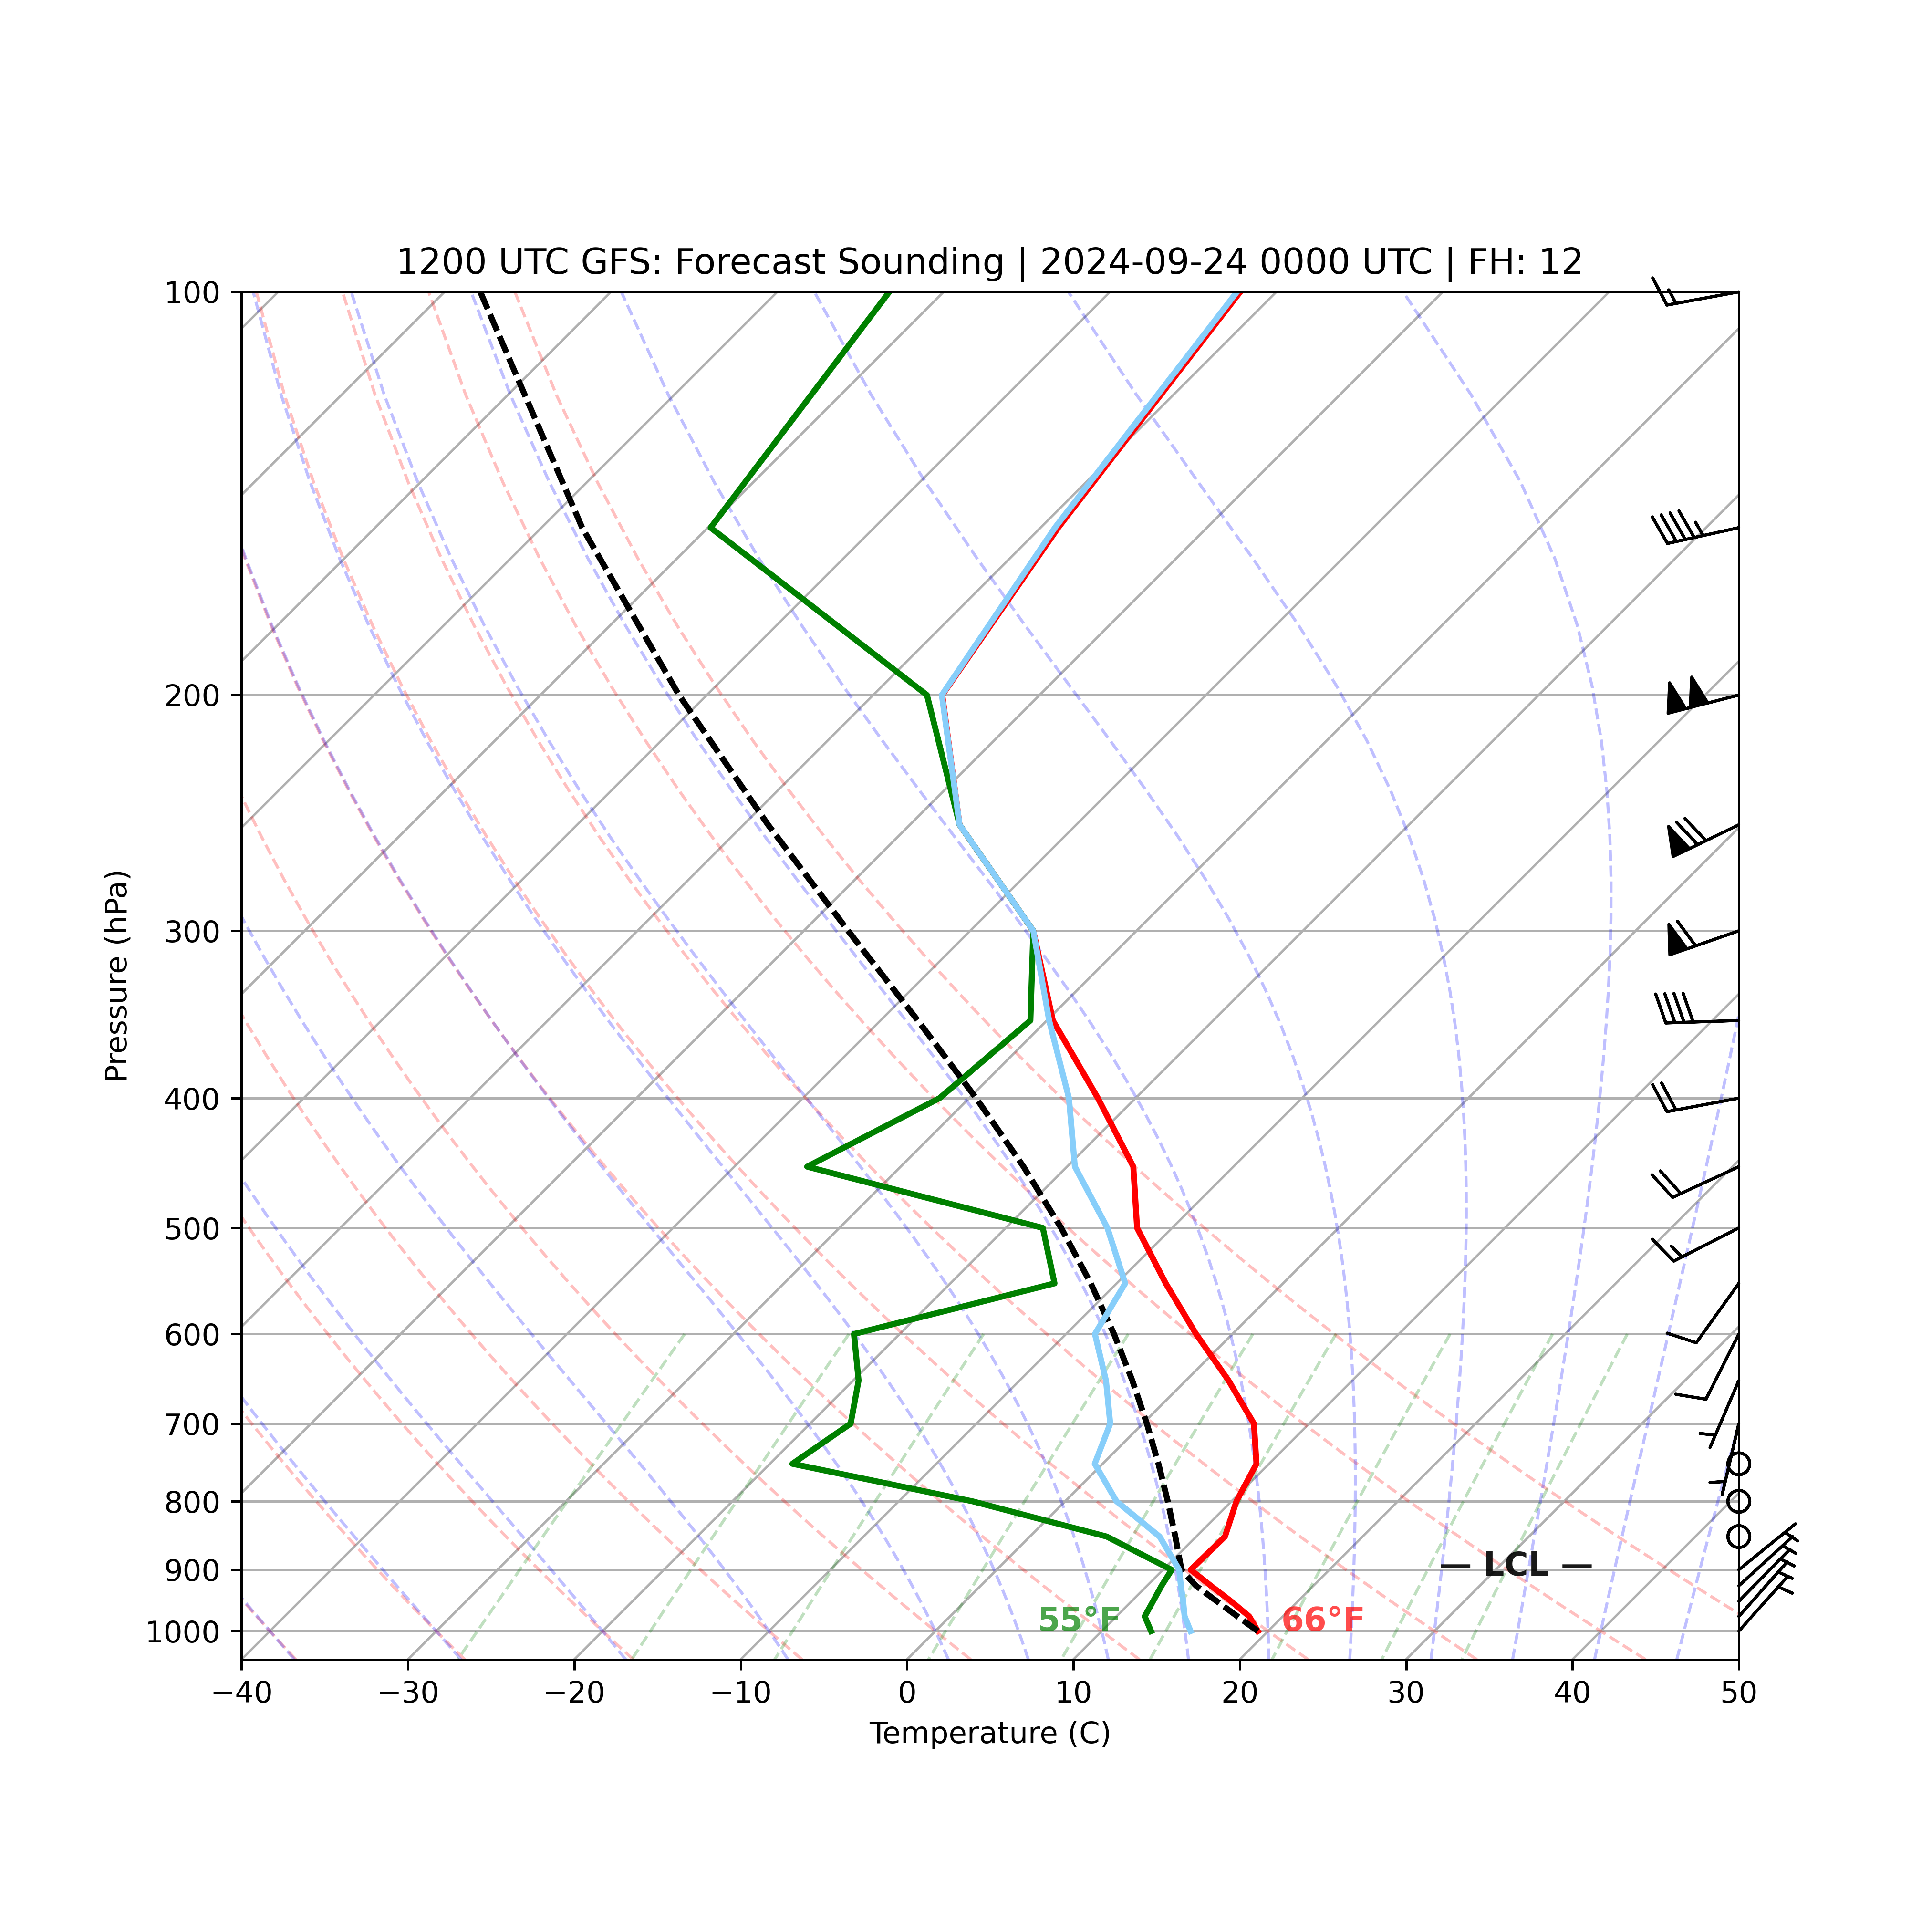 1200 UTC GFS: Forecast Sounding | 2024-09-24 0000 UTC | FH: 12
100
200
300
400
500
600
700
800
900
1000
Pressure (hPa)
— LCL —
55°F
66°F
−40 −30 −20 −10 0 10 20 30 40 50
Temperature (C)